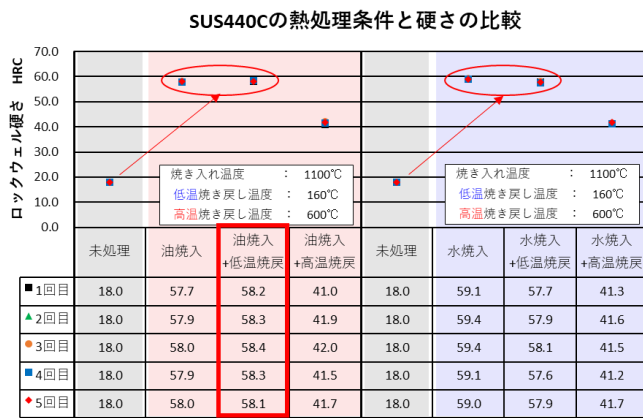 SUS440Cの熱処理条件と硬さの比較
ロックウェル硬さ HRC
70.0
60.0
50.0
40.0
30.0
20.0
10.0
0.0
焼き入れ温度 : 1100℃
低温焼き戻し温度 : 160℃
高温焼き戻し温度 : 600℃
焼き入れ温度 : 1100℃
低温焼き戻し温度 : 160℃
高温焼き戻し温度 : 600℃
未処理 油焼入 油焼入+低温焼戻 油焼入+高温焼戻 未処理 水焼入 水焼入+低温焼戻 水焼入+高温焼戻
1回目 18.0 57.7 58.2 41.0 18.0 59.1 57.7 41.3
2回目 18.0 57.9 58.3 41.9 18.0 59.4 57.9 41.6
3回目 18.0 58.0 58.4 42.0 18.0 59.4 58.1 41.5
4回目 18.0 57.9 58.3 41.5 18.0 59.1 57.6 41.2
5回目 18.0 58.0 58.1 41.7 18.0 59.0 57.9 41.7